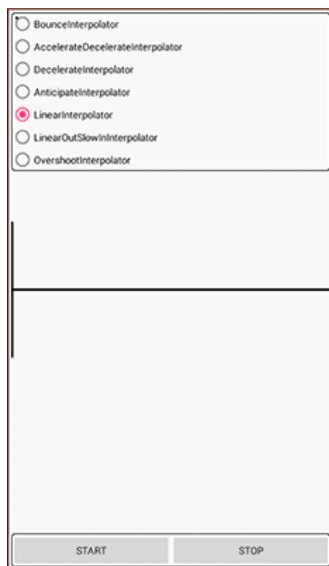 BounceInterpolator
AccelerateDecelerateInterpolator
DecelerateInterpolator
AnticipateInterpolator
LinearInterpolator
LinearOutSlowInInterpolator
OvershootInterpolator
START STOP